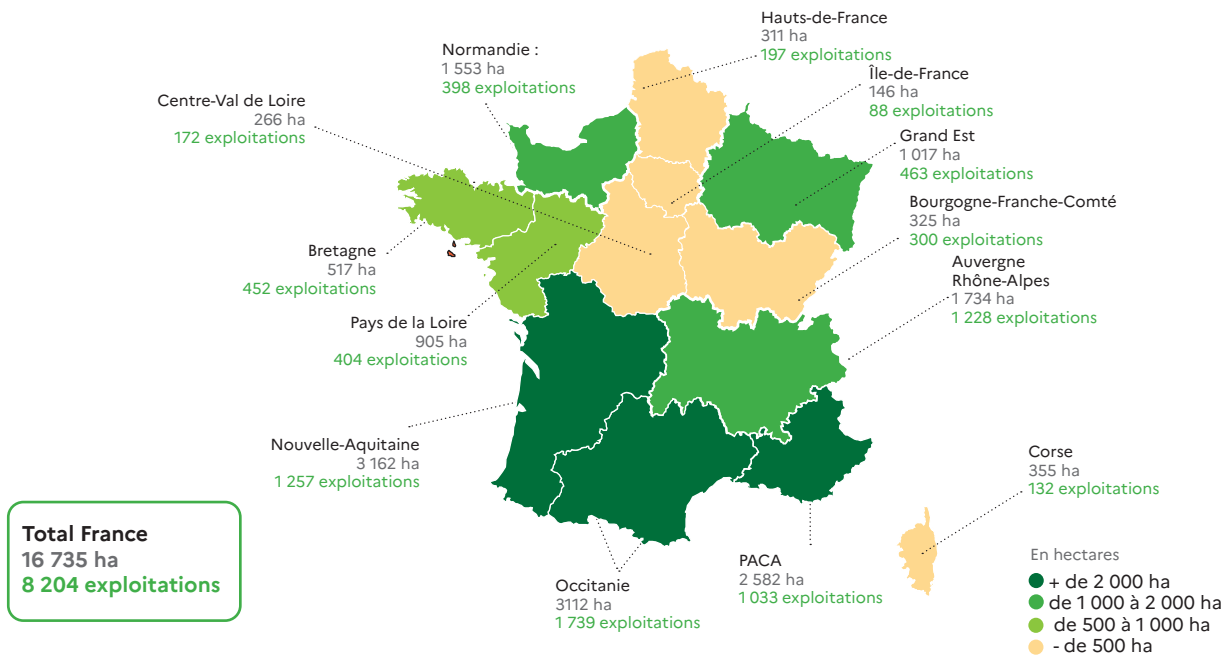 Hauts-de-France
311 ha
197 exploitations
Normandie :
1 553 ha
398 exploitations
Île-de-France
146 ha
88 exploitations
Centre-Val de Loire
266 ha
172 exploitations
Grand Est
1 017 ha
463 exploitations
Bourgogne-Franche-Comté
325 ha
300 exploitations
Bretagne
517 ha
452 exploitations
Auvergne
Rhône-Alpes
1 734 ha
1 228 exploitations
Pays de la Loire
905 ha
404 exploitations
Nouvelle-Aquitaine
3 162 ha
1 257 exploitations
Corse
355 ha
132 exploitations
Total France
16 735 ha
8 204 exploitations
PACA
2 582 ha
1 033 exploitations
Occitanie
3112 ha
1 739 exploitations
En hectares
+ de 2 000 ha
de 1 000 à 2 000 ha
de 500 à 1 000 ha
- de 500 ha